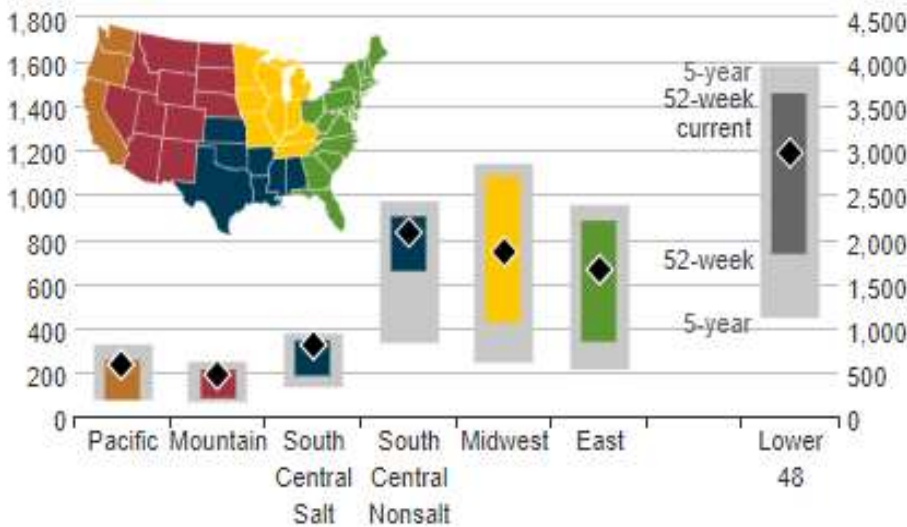 1,800
1,600
1,400
1,200
1,000
800
600
400
200
0
4,500
4,000
3,500
3,000
2,500
2,000
1,500
1,000
500
0
5-year
52-week
current
52-week
5-year
Pacific Mountain South South Midwest East Lower
Central Central 48
Salt Nonsalt